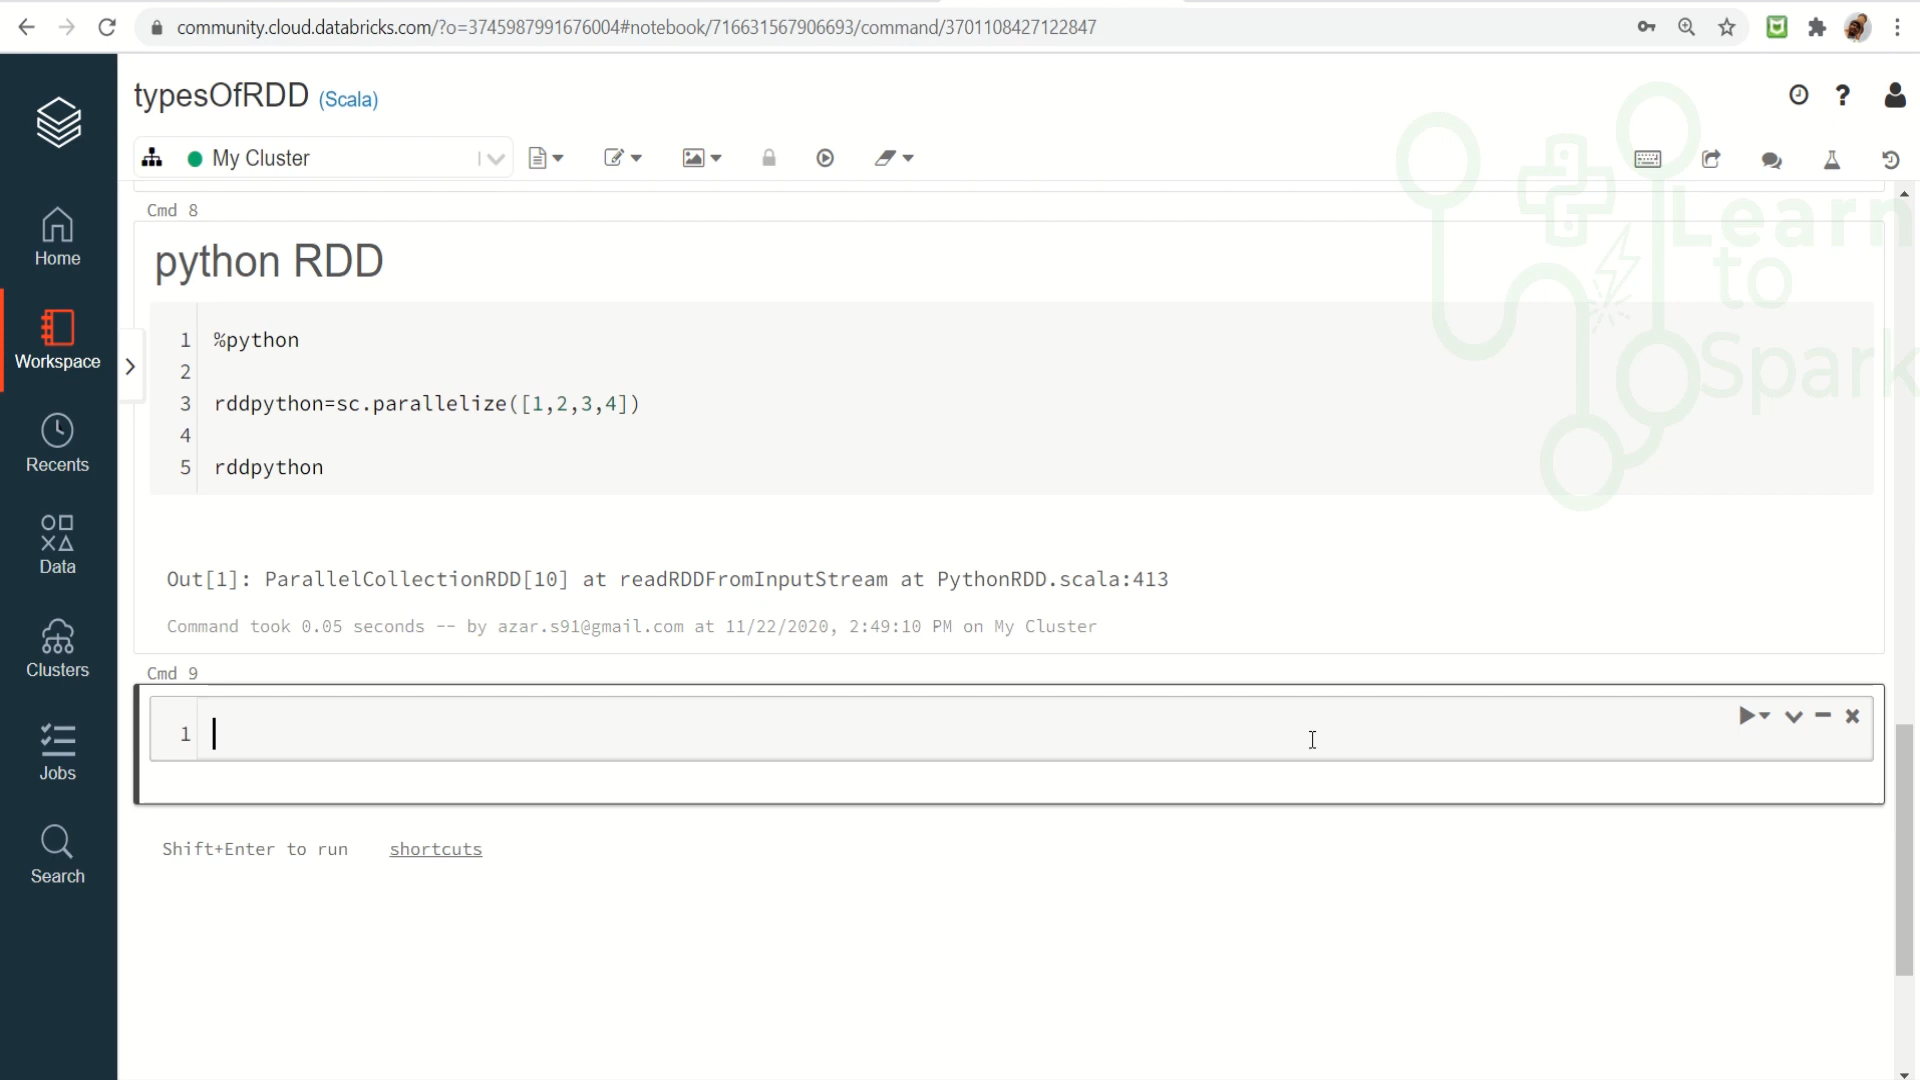 community.cloud.databricks.com/?o=3745987991676004#notebook/716631567906693/command/3701108427122847
typesOfRDD (Scala)
My Cluster
Home
Workspace
Recents
Data
Clusters
Jobs
Search
Cmd 8
python RDD
1 %python
2
3 rddpython=sc.parallelize([1,2,3,4])
4
5 rddpython
Out[1]: ParallelCollectionRDD[10] at readRDDFromInputStream at PythonRDD.scala:413
Command took 0.05 seconds -- by azar.s91@gmail.com at 11/22/2020, 2:49:10 PM on My Cluster
Cmd 9
1
Shift+Enter to run shortcuts
Learn
to
Spark